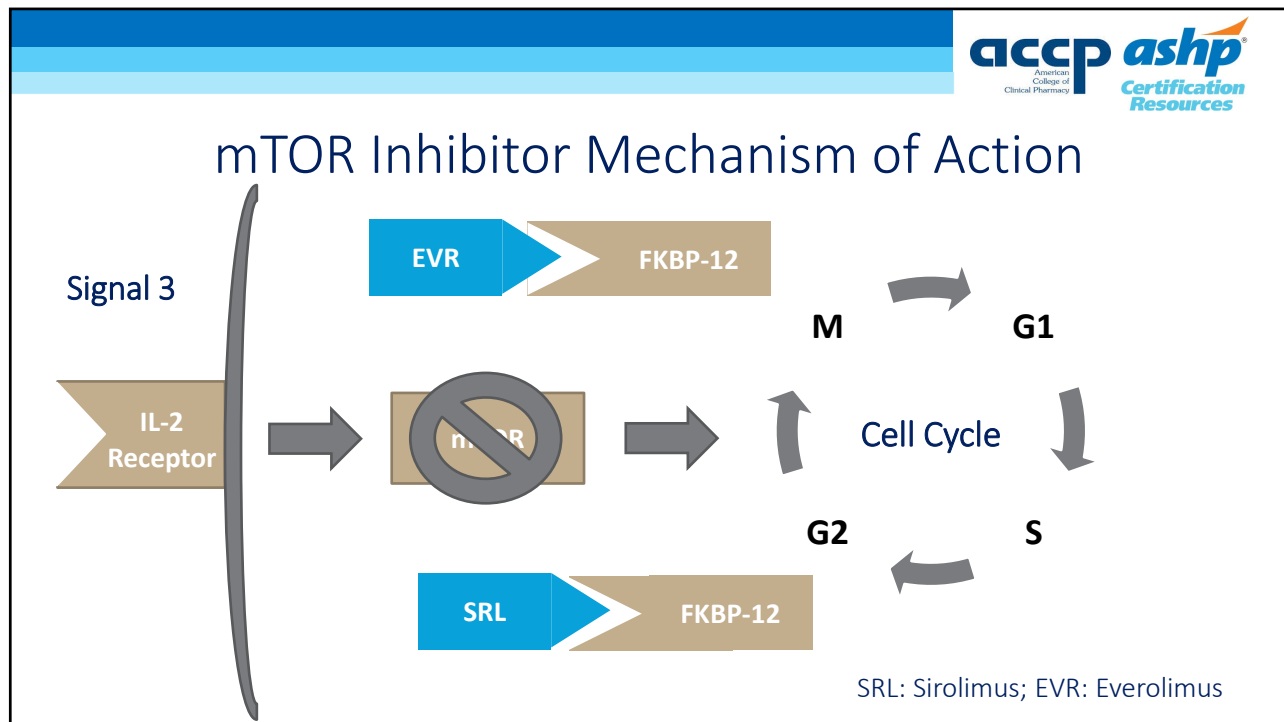 accp
American
College of
Clinical Pharmacy
ashp®
Certification
Resources
mTOR Inhibitor Mechanism of Action
Signal 3
EVR
FKBP-12
IL-2
Receptor
mTOR
M
G1
Cell Cycle
G2
S
SRL
FKBP-12
SRL: Sirolimus; EVR: Everolimus